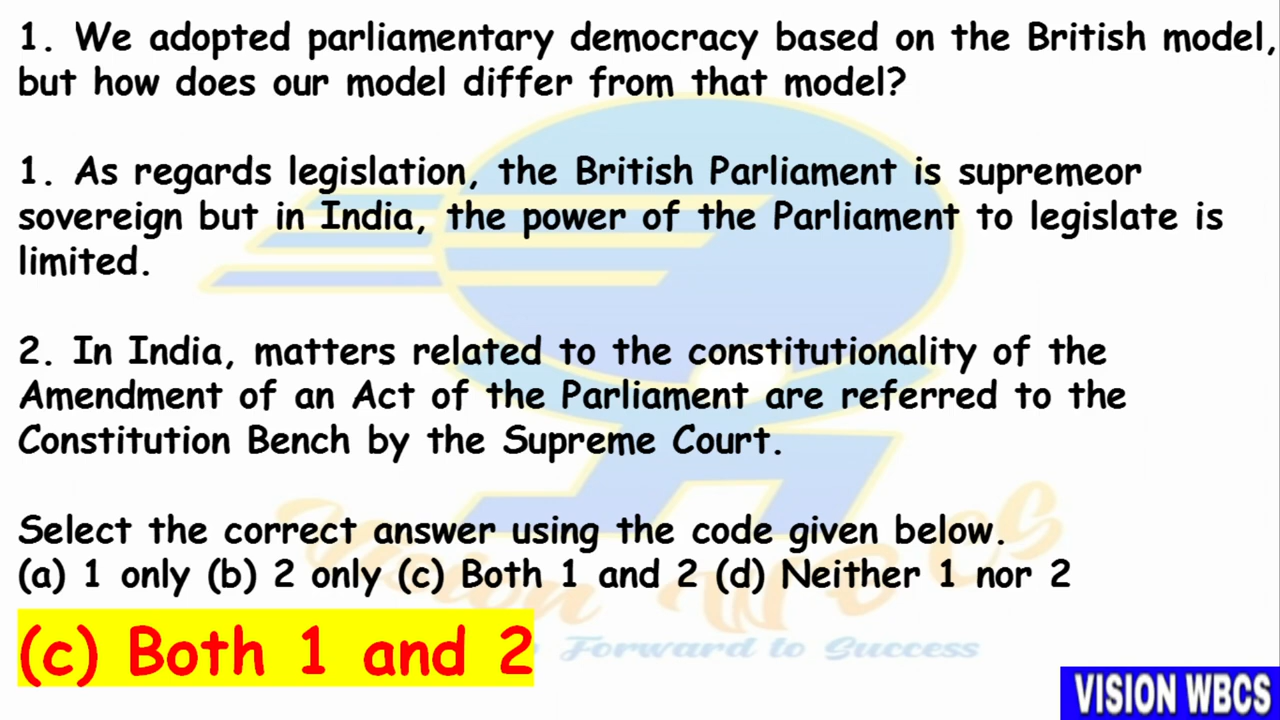 1. We adopted parliamentary democracy based on the British model,
but how does our model differ from that model?
1. As regards legislation, the British Parliament is supremeor
sovereign but in India, the power of the Parliament to legislate is
limited.
2. In India, matters related to the constitutionality of the
Amendment of an Act of the Parliament are referred to the
Constitution Bench by the Supreme Court.
Select the correct answer using the code given below.
(a) 1 only (b) 2 only (c) Both 1 and 2 (d) Neither 1 nor 2
(c) Both 1 and 2
Vision WBCS
Forward to Success
VISION WBCS